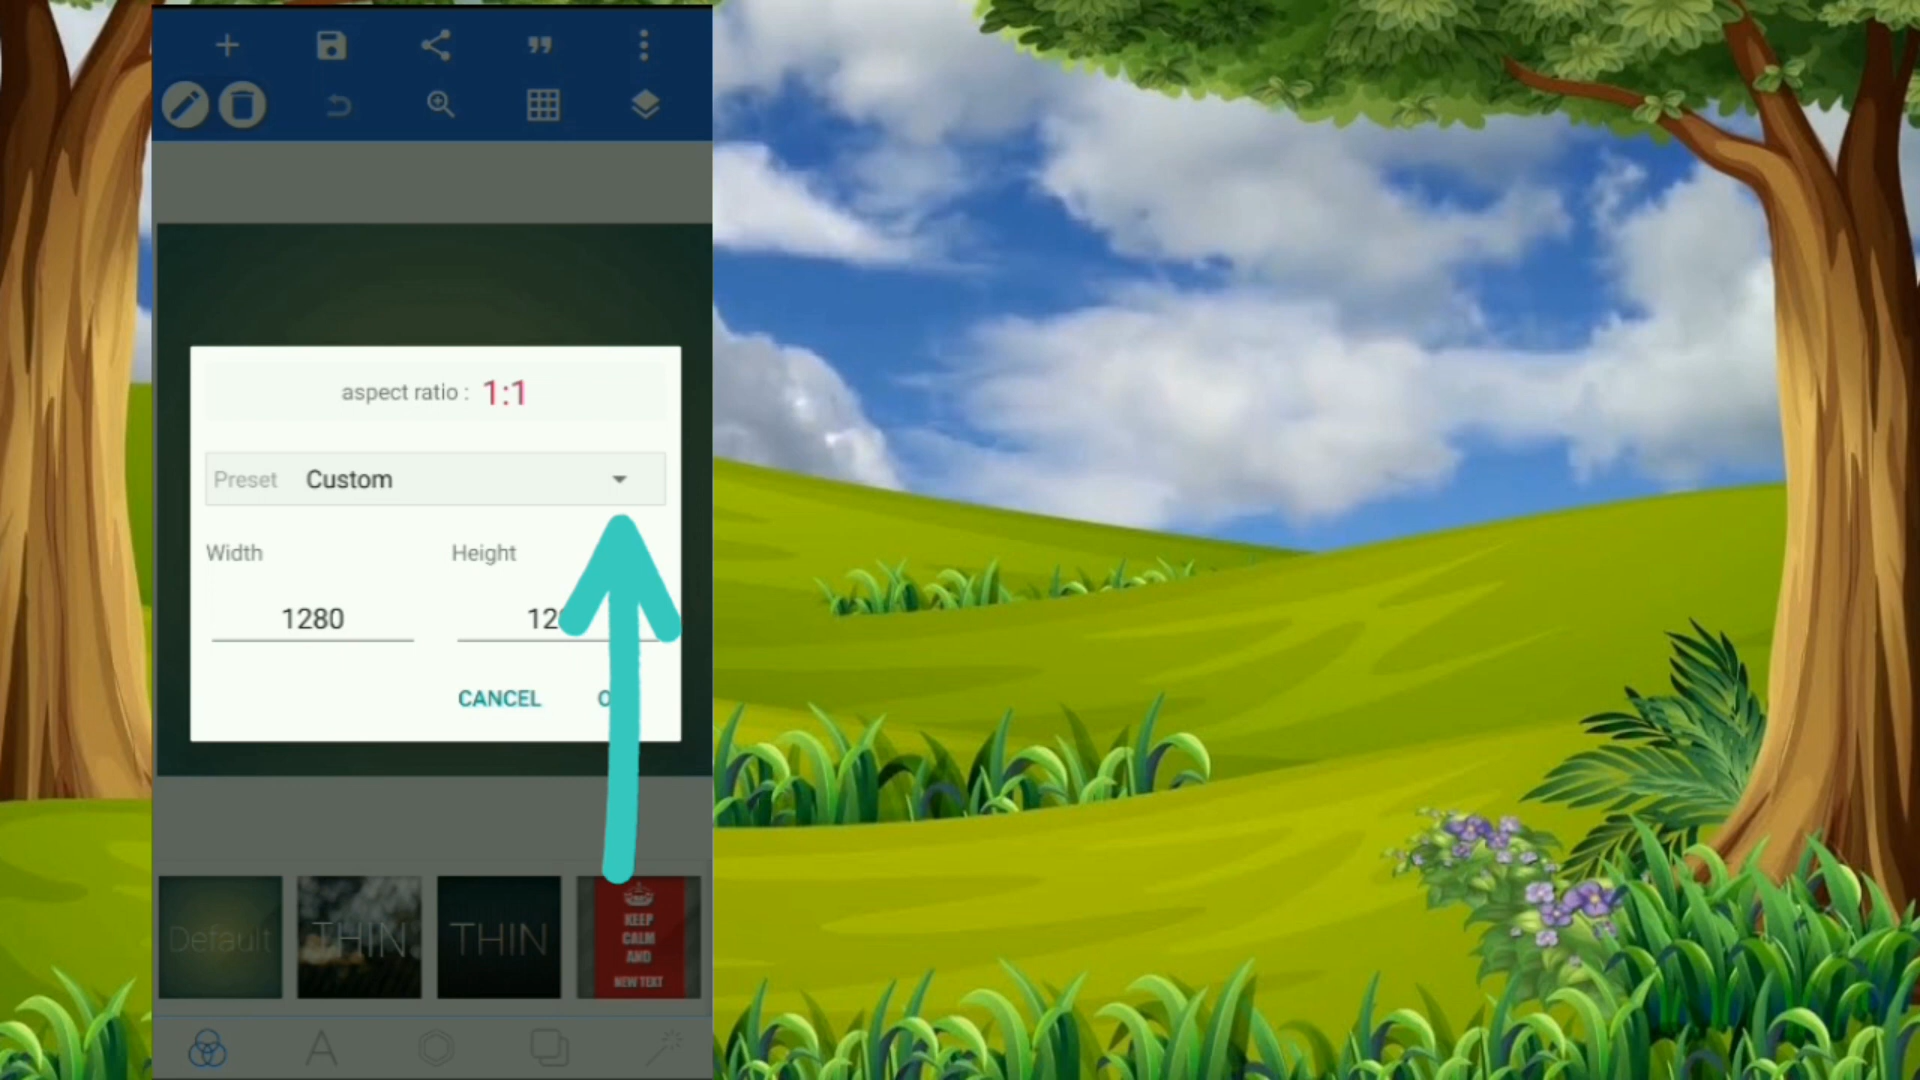 aspect ratio : 1:1
Preset Custom
Width Height
1280
CANCEL
Default
THIN
THIN
KEEP
CALM
AND
NEW TEXT